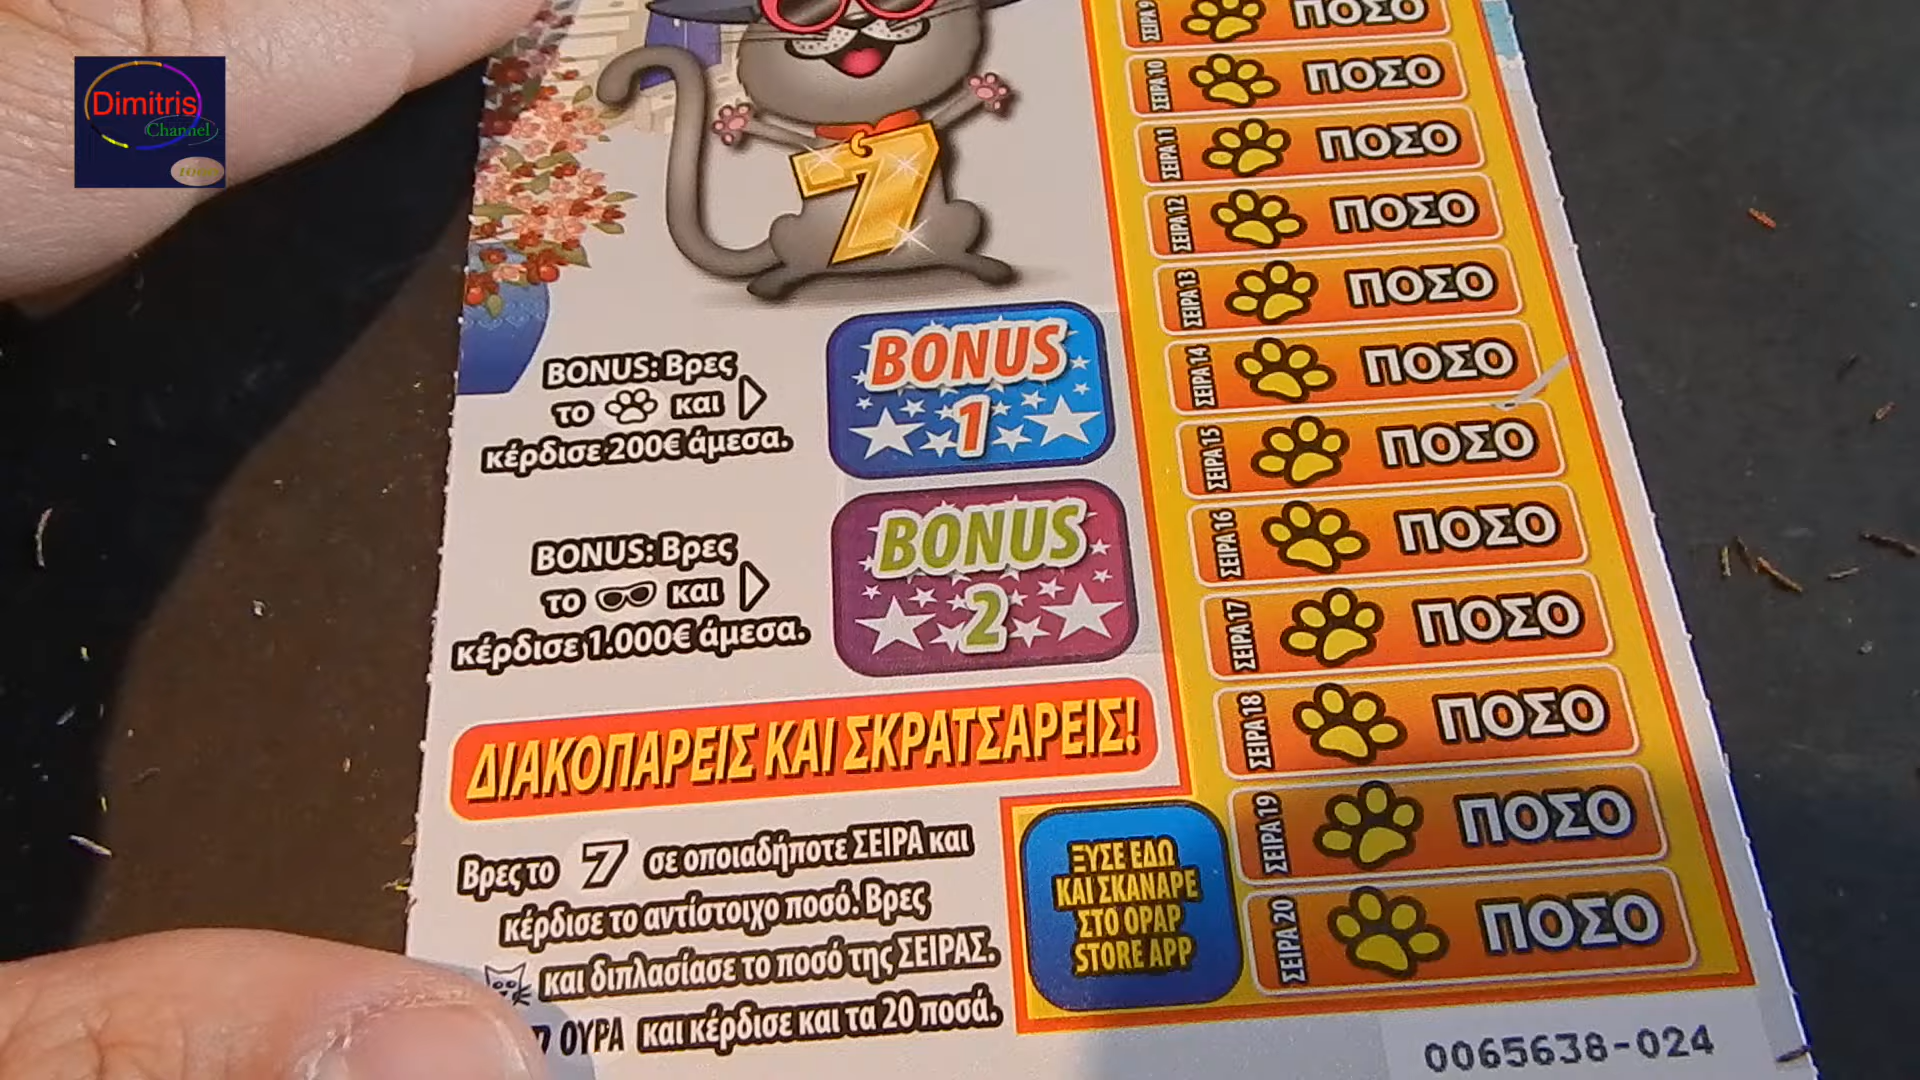 Dimitris
Channel
7
ΣΕΙΡΑ 9 ΠΟΣΟ
ΣΕΙΡΑ 10 ΠΟΣΟ
ΣΕΙΡΑ 11 ΠΟΣΟ
ΣΕΙΡΑ 12 ΠΟΣΟ
ΣΕΙΡΑ 13 ΠΟΣΟ
ΣΕΙΡΑ 14 ΠΟΣΟ
ΣΕΙΡΑ 15 ΠΟΣΟ
ΣΕΙΡΑ 16 ΠΟΣΟ
ΣΕΙΡΑ 17 ΠΟΣΟ
ΣΕΙΡΑ 18 ΠΟΣΟ
ΣΕΙΡΑ 19 ΠΟΣΟ
ΣΕΙΡΑ 20 ΠΟΣΟ
BONUS: Βρες
το και
κέρδισε 200€ άμεσα.
BONUS
1
BONUS: Βρες
το και
κέρδισε 1.000€ άμεσα.
BONUS
2
ΔΙΑΚΟΠΑΡΕΙΣ ΚΑΙ ΣΚΡΑΤΣΑΡΕΙΣ!
Βρες το 7 σε οποιαδήποτε ΣΕΙΡΑ και
κέρδισε το αντίστοιχο ποσό. Βρες
και διπλασίασε το ποσό της ΣΕΙΡΑΣ.
ΟΥΡΑ και κέρδισε και τα 20 ποσά.
ΞΥΣΕ ΕΔΩ
ΚΑΙ ΣΚΑΝΑΡΕ
ΣΤΟ OPAP
STORE APP
0065638-024